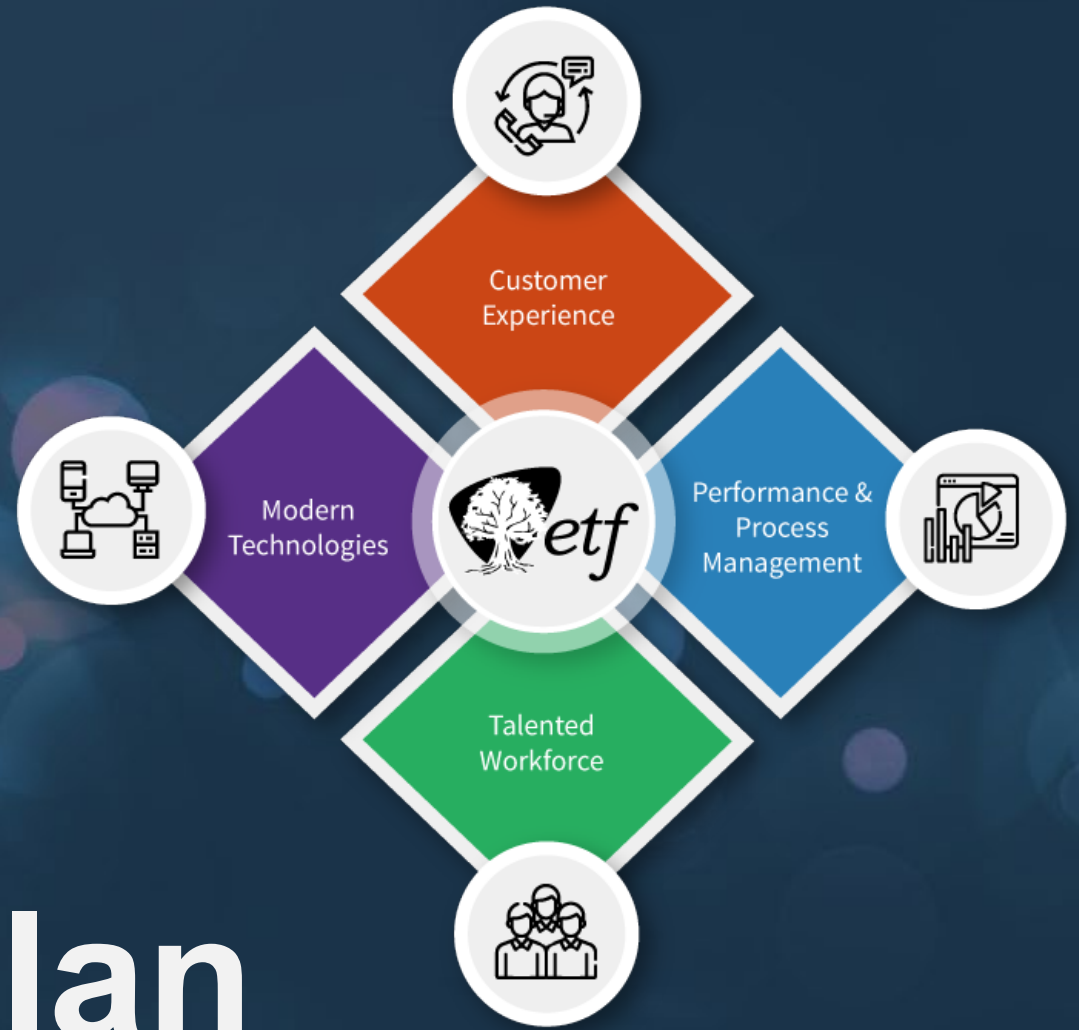 Customer
Experience
Modern
Technologies
etf
Performance &
Process
Management
Talented
Workforce
lan